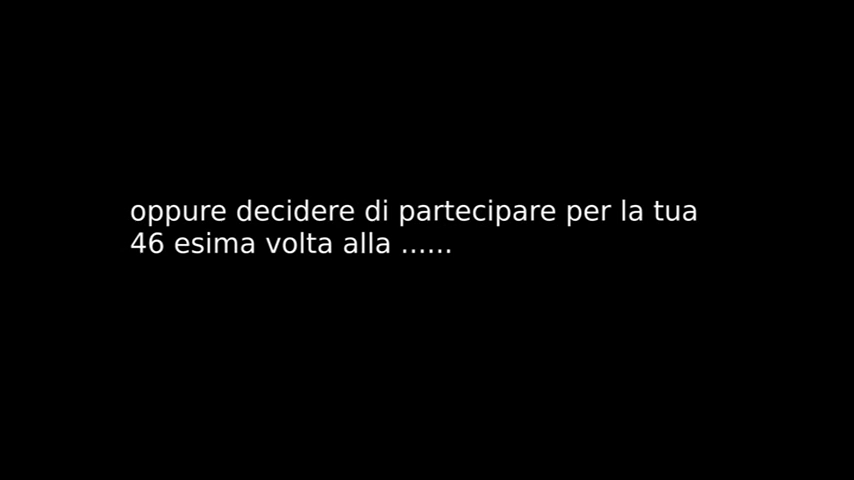 oppure decidere di partecipare per la tua
46 esima volta alla ......